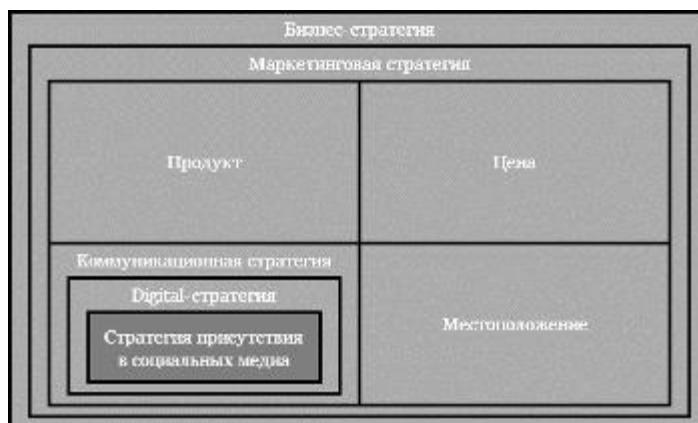 Бизнес-стратегия
Маркетинговая стратегия
Продукт
Цена
Коммуникационная стратегия
Digital-стратегия
Стратегия присутствия
в социальных медиа
Местоположение